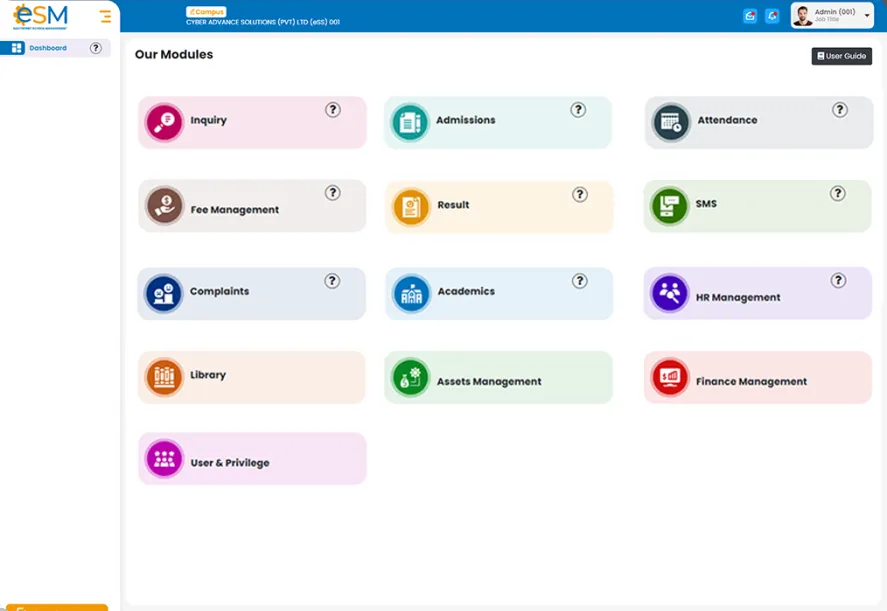 eSM
Campus
CYBER ADVANCE SOLUTIONS (PVT) LTD (eSS) 001
Admin (001)
Job Title
Dashboard
?
Our Modules
User Guide
Inquiry ?
Admissions ?
Attendance ?
Fee Management ?
Result ?
SMS ?
Complaints ?
Academics ?
HR Management ?
Library
Assets Management
Finance Management
User & Privilege